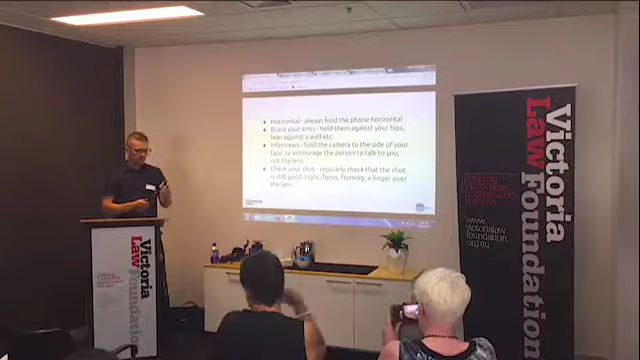 ● Horizontal - always hold the phone horizontal
● Brace your arms - hold them against your hips,
lean against a wall etc.
● Interviews - hold the camera to the side of your
face, to encourage the person to talk to you,
not the lens.
● Check your shot - regularly check that the shot
is still good. Light, focus, framing, a finger over
the lens...
Victoria
Law Foundation
www.
victorialaw
foundation.
org.au
Victoria
Law Foundation